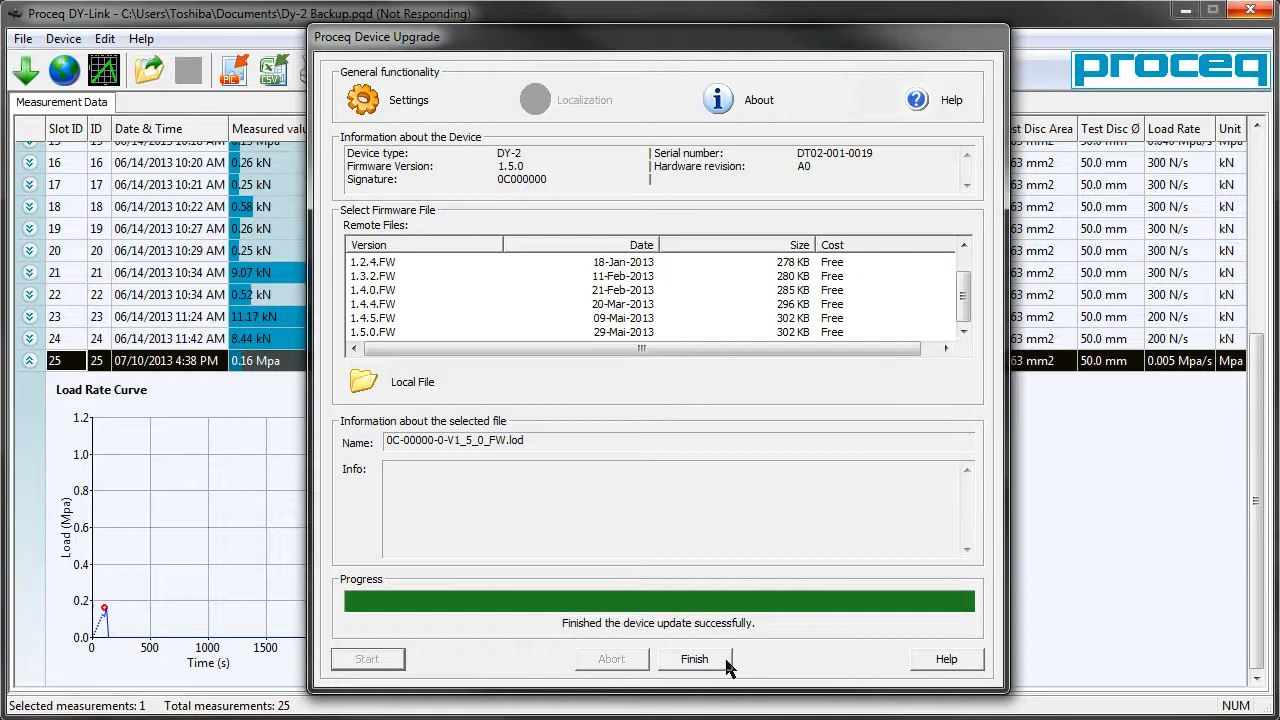 Proceq DY-Link - C:\Users\Toshiba\Documents\Dy-2 Backup.pqd (Not Responding)
File Device Edit Help
PIC CSV
proceq
Measurement Data
Slot ID ID Date & Time Measured valu
Test Disc Ø Load Rate Unit
16 16 06/14/2013 10:20 AM 0.26 kN 63 mm2 50.0 mm 300 N/s kN
17 17 06/14/2013 10:21 AM 0.25 kN 63 mm2 50.0 mm 300 N/s kN
18 18 06/14/2013 10:22 AM 0.58 kN 63 mm2 50.0 mm 300 N/s kN
19 19 06/14/2013 10:27 AM 0.26 kN 63 mm2 50.0 mm 300 N/s kN
20 20 06/14/2013 10:29 AM 0.25 kN 63 mm2 50.0 mm 300 N/s kN
21 21 06/14/2013 10:34 AM 9.07 kN 63 mm2 50.0 mm 300 N/s kN
22 22 06/14/2013 10:34 AM 0.52 kN 63 mm2 50.0 mm 300 N/s kN
23 23 06/14/2013 11:24 AM 11.17 kN 63 mm2 50.0 mm 200 N/s kN
24 24 06/14/2013 11:42 AM 8.44 kN 63 mm2 50.0 mm 200 N/s kN
25 25 07/10/2013 4:38 PM 0.16 Mpa 63 mm2 50.0 mm 0.005 Mpa/s Mpa
Load Rate Curve
1.2
1.0
0.8
0.6
0.4
0.2
0.0
Load (Mpa)
0 500 1000 1500
Time (s)
Proceq Device Upgrade
General functionality
Settings Localization About Help
Information about the Device
Device type: DY-2 | Serial number: DT02-001-0019
Firmware Version: 1.5.0 | Hardware revision: A0
Signature: 0C000000 |
Select Firmware File
Remote Files:
Version Date Size Cost
1.2.4.FW 18-Jan-2013 278 KB Free
1.3.2.FW 11-Feb-2013 280 KB Free
1.4.0.FW 21-Feb-2013 285 KB Free
1.4.4.FW 20-Mar-2013 296 KB Free
1.4.5.FW 09-Mai-2013 302 KB Free
1.5.0.FW 29-Mai-2013 302 KB Free
Local File
Information about the selected file
Name: 0C-00000-0-V1_5_0_FW.lod
Info:
Progress
Finished the device update successfully.
Start Abort Finish Help
Selected measurements: 1 Total measurements: 25 NUM